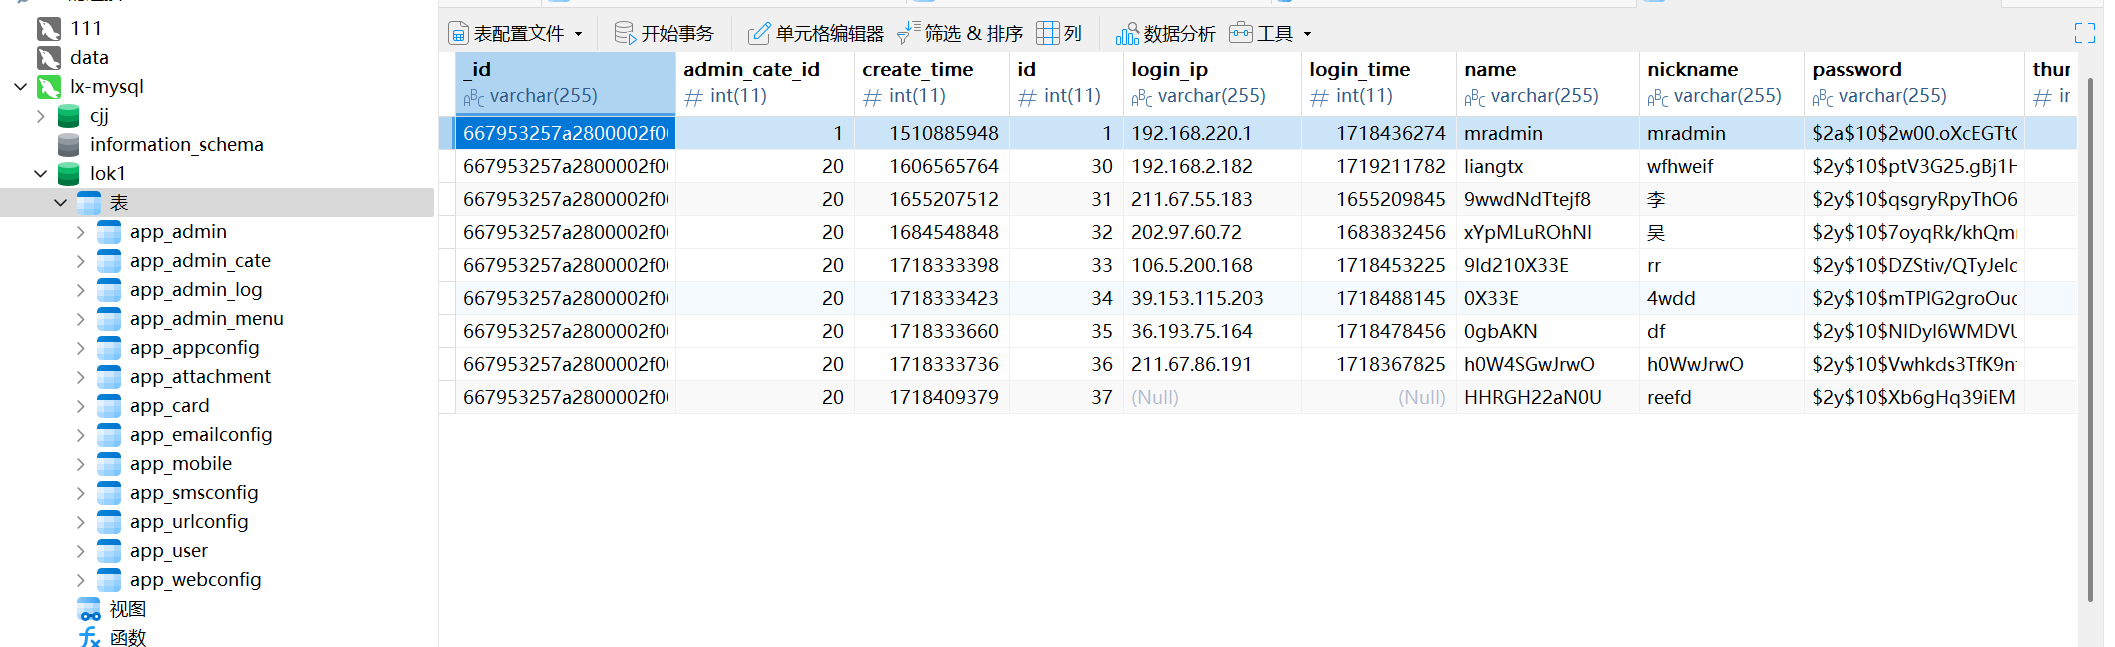 111
data
lx-mysql
cjj
information_schema
lok1
表
app_admin
app_admin_cate
app_admin_log
app_admin_menu
app_appconfig
app_attachment
app_card
app_emailconfig
app_mobile
app_smsconfig
app_urlconfig
app_user
app_webconfig
视图
函数
表配置文件 开始事务 单元格编辑器 筛选 & 排序 列 数据分析 工具
_id admin_cate_id create_time id login_ip login_time name nickname password thur
varchar(255) int(11) int(11) int(11) varchar(255) int(11) varchar(255) varchar(255) varchar(255)
667953257a2800002f0 1 1510885948 1 192.168.220.1 1718436274 mradmin mradmin $2a$10$2w00.oXcEGTt
667953257a2800002f0 20 1606565764 30 192.168.2.182 1719211782 liangtx wfhweif $2y$10$ptV3G25.gBj1H
667953257a2800002f0 20 1655207512 31 211.67.55.183 1655209845 9wwdNdTtejf8 李 $2y$10$qsgryRpyThO6
667953257a2800002f0 20 1684548848 32 202.97.60.72 1683832456 xYpMLuROhNl 吴 $2y$10$7oyqRk/khQm
667953257a2800002f0 20 1718333398 33 106.5.200.168 1718453225 9ld210X33E rr $2y$10$DZStiv/QTyJelc
667953257a2800002f0 20 1718333423 34 39.153.115.203 1718488145 0X33E 4wdd $2y$10$mTPlG2groOuc
667953257a2800002f0 20 1718333660 35 36.193.75.164 1718478456 0gbAKN df $2y$10$NIDyl6WMDVU
667953257a2800002f0 20 1718333736 36 211.67.86.191 1718367825 h0W4SGwJrwO h0WwJrwO $2y$10$Vwhkds3TfK9n
667953257a2800002f0 20 1718409379 37 (Null) (Null) HHRGH22aN0U reefd $2y$10$Xb6gHq39iEM